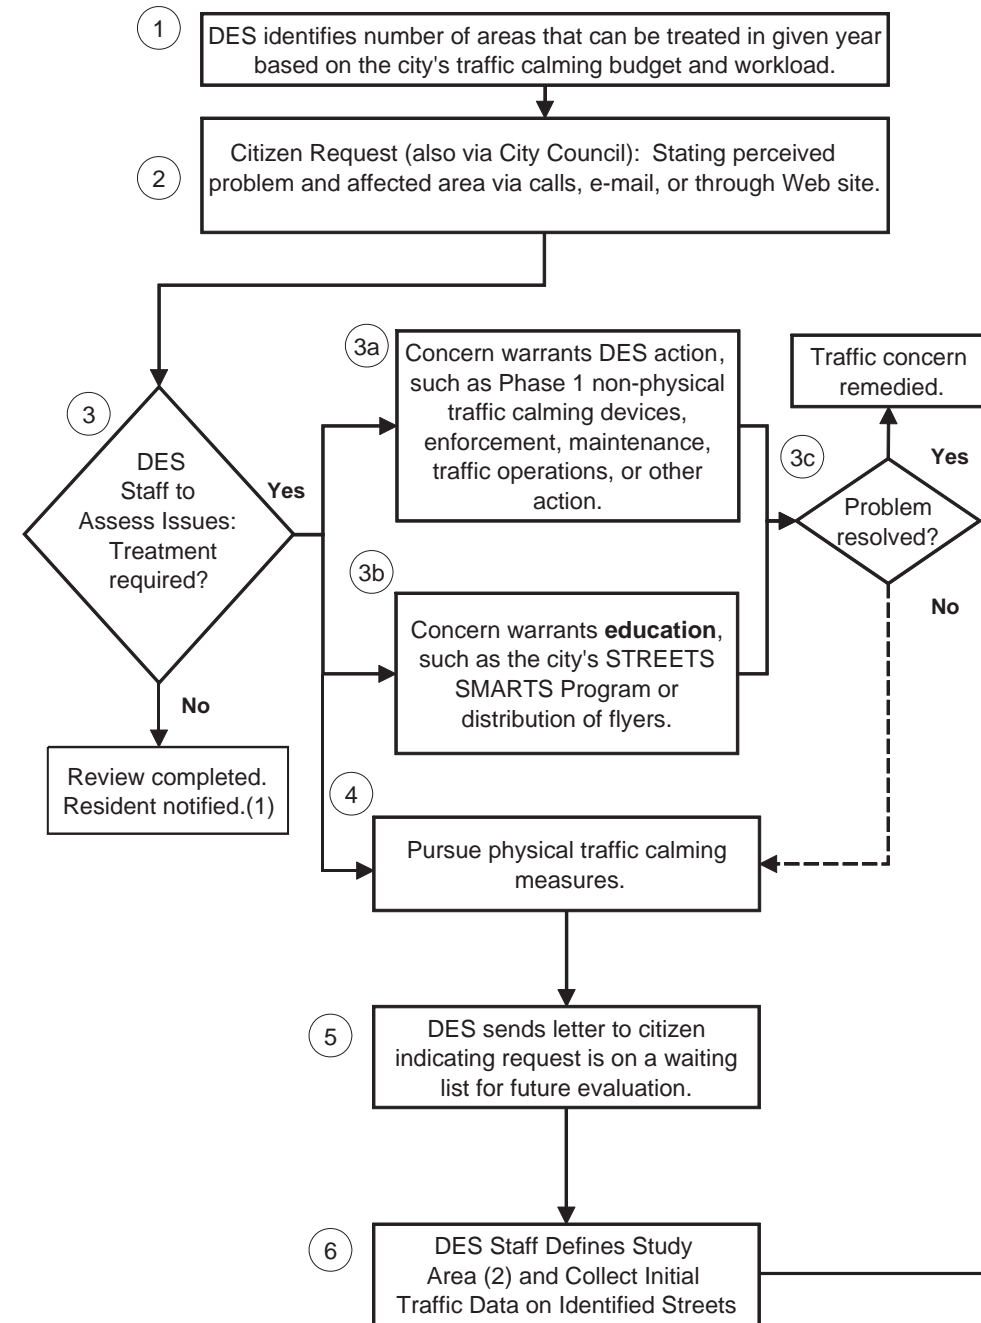 1
DES identifies number of areas that can be treated in given year
based on the city's traffic calming budget and workload.
2
Citizen Request (also via City Council): Stating perceived
problem and affected area via calls, e-mail, or through Web site.
3
DES
Staff to
Assess Issues:
Treatment
required?
Yes
No
Review completed.
Resident notified.(1)
3a
Concern warrants DES action,
such as Phase 1 non-physical
traffic calming devices,
enforcement, maintenance,
traffic operations, or other
action.
3b
Concern warrants education,
such as the city's STREETS
SMARTS Program or
distribution of flyers.
3c
Problem
resolved?
Yes
Traffic concern
remedied.
No
4
Pursue physical traffic calming
measures.
5
DES sends letter to citizen
indicating request is on a waiting
list for future evaluation.
6
DES Staff Defines Study
Area (2) and Collect Initial
Traffic Data on Identified Streets